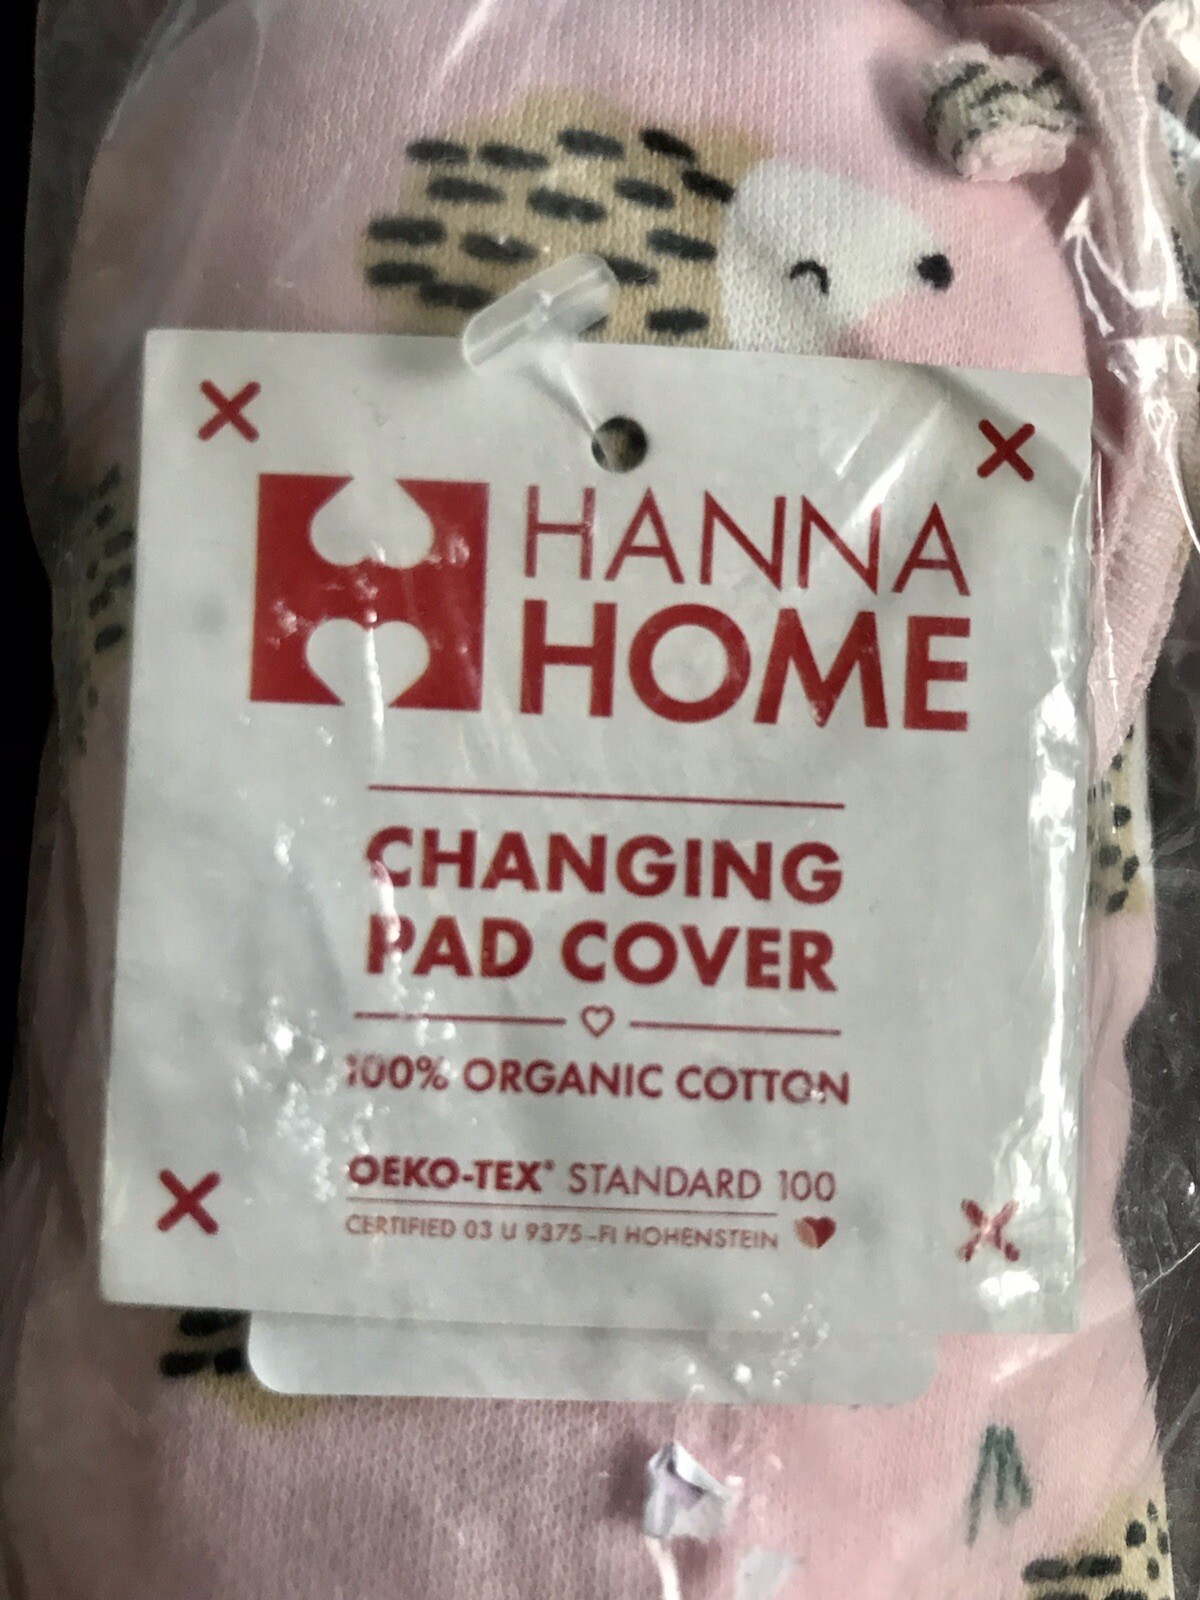 HANNA
HOME
CHANGING
PAD COVER
100% ORGANIC COTTON
OEKO-TEX® STANDARD 100
CERTIFIED 03 U 9375-FI HOHENSTEIN